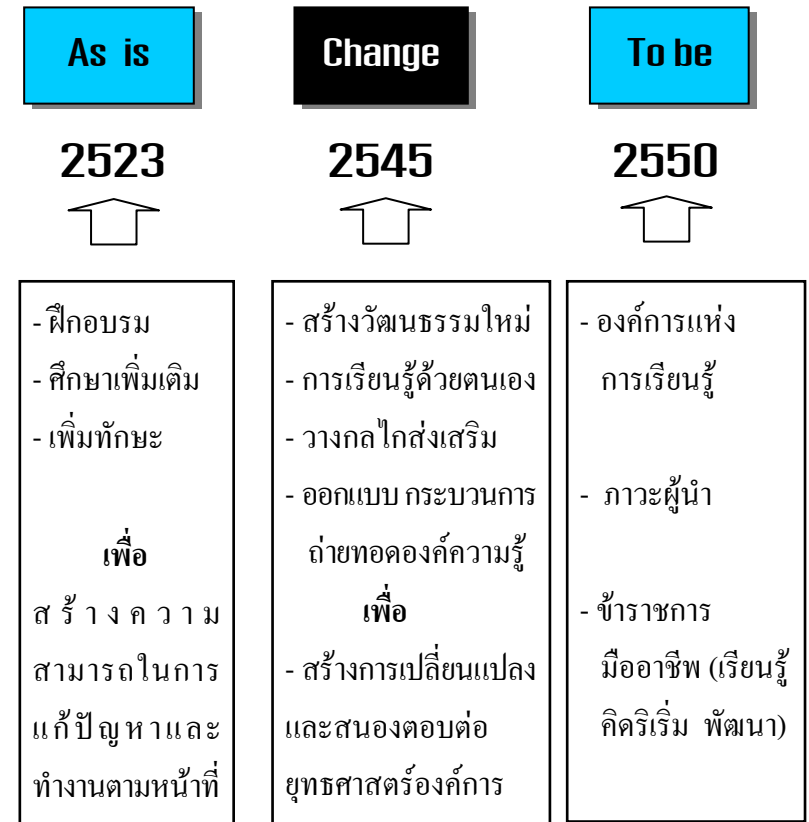 As is
Change
To be
2523
2545
2550
- ฝึกอบรม
- ศึกษาเพิ่มเติม
- เพิ่มทักษะ
เพื่อ
สร้างความ
สามารถในการ
แก้ปัญหาและ
ทำงานตามหน้าที่
- สร้างวัฒนธรรมใหม่
- การเรียนรู้ด้วยตนเอง
- วางกลไกส่งเสริม
- ออกแบบ กระบวนการ
ถ่ายทอดองค์ความรู้
เพื่อ
- สร้างการเปลี่ยนแปลง
และสนองตอบต่อ
ยุทธศาสตร์องค์การ
- องค์การแห่ง
การเรียนรู้
- ภาวะผู้นำ
- ข้าราชการ
มืออาชีพ (เรียนรู้
คิดริเริ่ม พัฒนา)